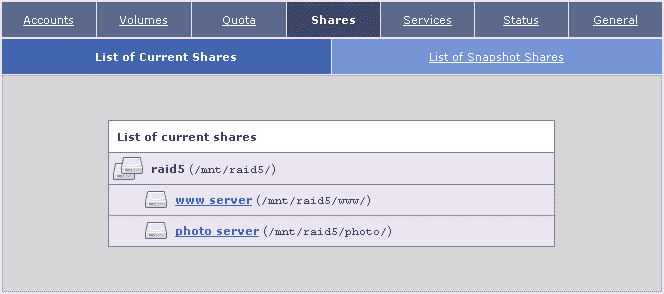 Accounts Volumes Quota Shares Services Status General
List of Current Shares List of Snapshot Shares
List of current shares
raid5 (/mnt/raid5/)
www server (/mnt/raid5/www/)
photo server (/mnt/raid5/photo/)